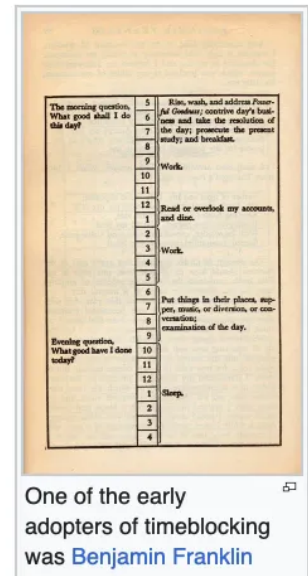 The morning question,
What good shall I do
this day?
5
6
7
8
Rise, wash, and address Power-
ful Goodness; contrive day's busi-
ness and take the resolution of
the day; prosecute the present
study; and breakfast.
9
10
11
Work.
12
1
Read or overlook my accounts,
and dine.
2
3
4
5
Work.
6
7
8
9
Put things in their places, sup-
per, music, or diversion, or con-
versation;
examination of the day.
Evening question,
What good have I done
today?
10
11
12
1
2
3
4
Sleep.
One of the early
adopters of timeblocking
was Benjamin Franklin